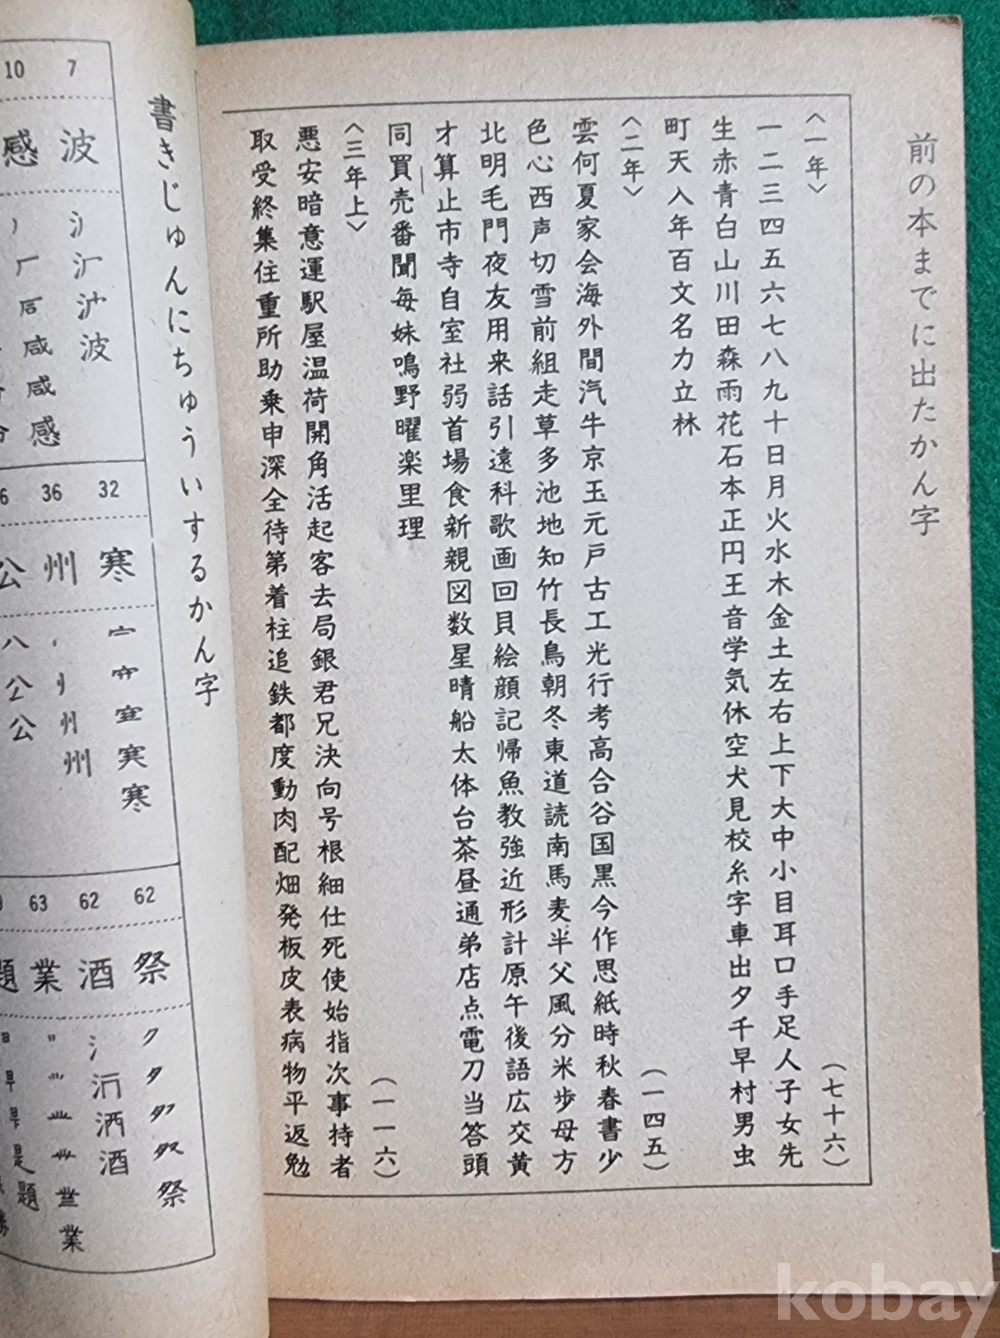 前の本までに出たかん字
〈一年〉 (七十六)
一二三四五六七八九十日月火水木金土左右上下大中小目耳口手足人子女先
生赤青白山川田森雨花石本正円王音学気休空犬見校糸字車出夕千早村男虫
町天入年百文名力立林
〈二年〉 (一四五)
雲何夏家会海外間汽牛京玉元戸古工光行考高合谷国黒今作思紙時秋春書少
色心西声切雪前組走草多池地知竹長鳥朝冬東道読南馬麦半父風分米歩母方
北明毛門夜友用来話引遠科歌画回貝絵顔記帰魚教強近形計原午後語広交黄
才算止市寺自室社弱首場食新親図数星晴船太体台茶昼通弟店点電刀当答頭
同買売番聞毎妹鳴野曜楽里理
〈三年上〉 (一一六)
悪安暗意運駅屋温荷開角活起客去局銀君兄決向号根細仕死使始指次事持者
取受終集住重所助乗申深全待第着柱追鉄都度動肉配畑発板皮表病物平返勉
書きじゅんにちゅういするかん字
7 波 波
10 感 感
32 寒 寒
36 州 州
公 公
62 祭 祭
62 酒 酒
63 業 業
題 題
kobay